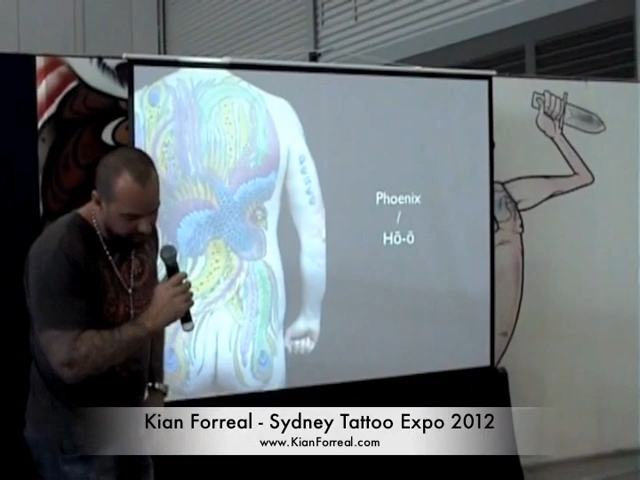 Phoenix
/
Hō-ō
Kian Forreal - Sydney Tattoo Expo 2012
www.KianForreal.com